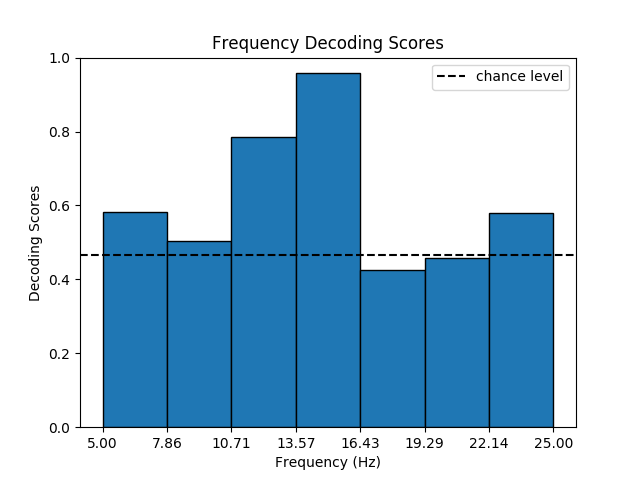 Frequency Decoding Scores
chance level
1.0
0.8
0.6
0.4
0.2
0.0
Decoding Scores
5.00 7.86 10.71 13.57 16.43 19.29 22.14 25.00
Frequency (Hz)